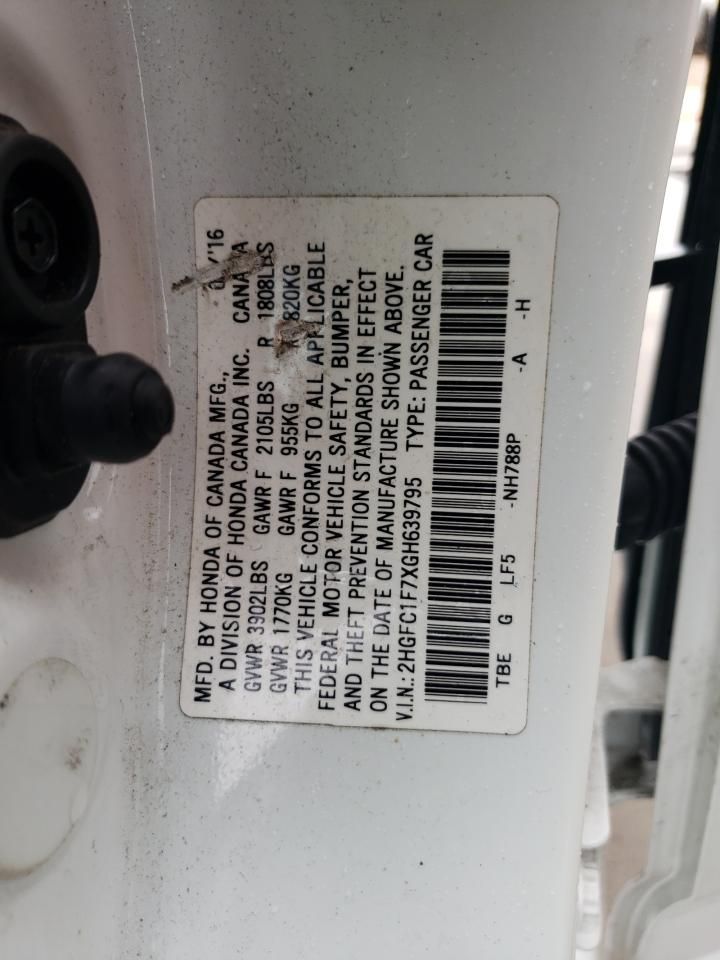 MFD. BY HONDA OF CANADA MFG., '16
A DIVISION OF HONDA CANADA INC. CANADA
GVWR 3902LBS GAWR F 2105LBS R 1808LBS
GVWR 1770KG GAWR F 955KG 820KG
THIS VEHICLE CONFORMS TO ALL APPLICABLE
FEDERAL MOTOR VEHICLE SAFETY, BUMPER,
AND THEFT PREVENTION STANDARDS IN EFFECT
ON THE DATE OF MANUFACTURE SHOWN ABOVE.
V.I.N.: 2HGFC1F7XGH639795 TYPE: PASSENGER CAR
TBE G LF5 -NH788P -A -H